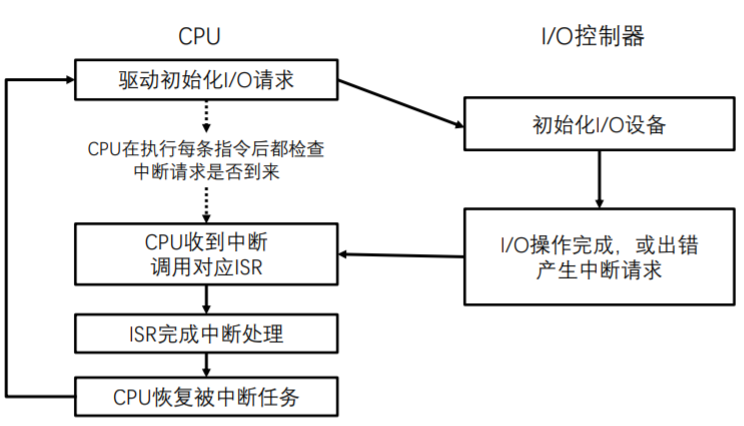 CPU
I/O控制器
驱动初始化I/O请求
初始化I/O设备
CPU在执行每条指令后都检查
中断请求是否到来
CPU收到中断
调用对应ISR
I/O操作完成，或出错
产生中断请求
ISR完成中断处理
CPU恢复被中断任务